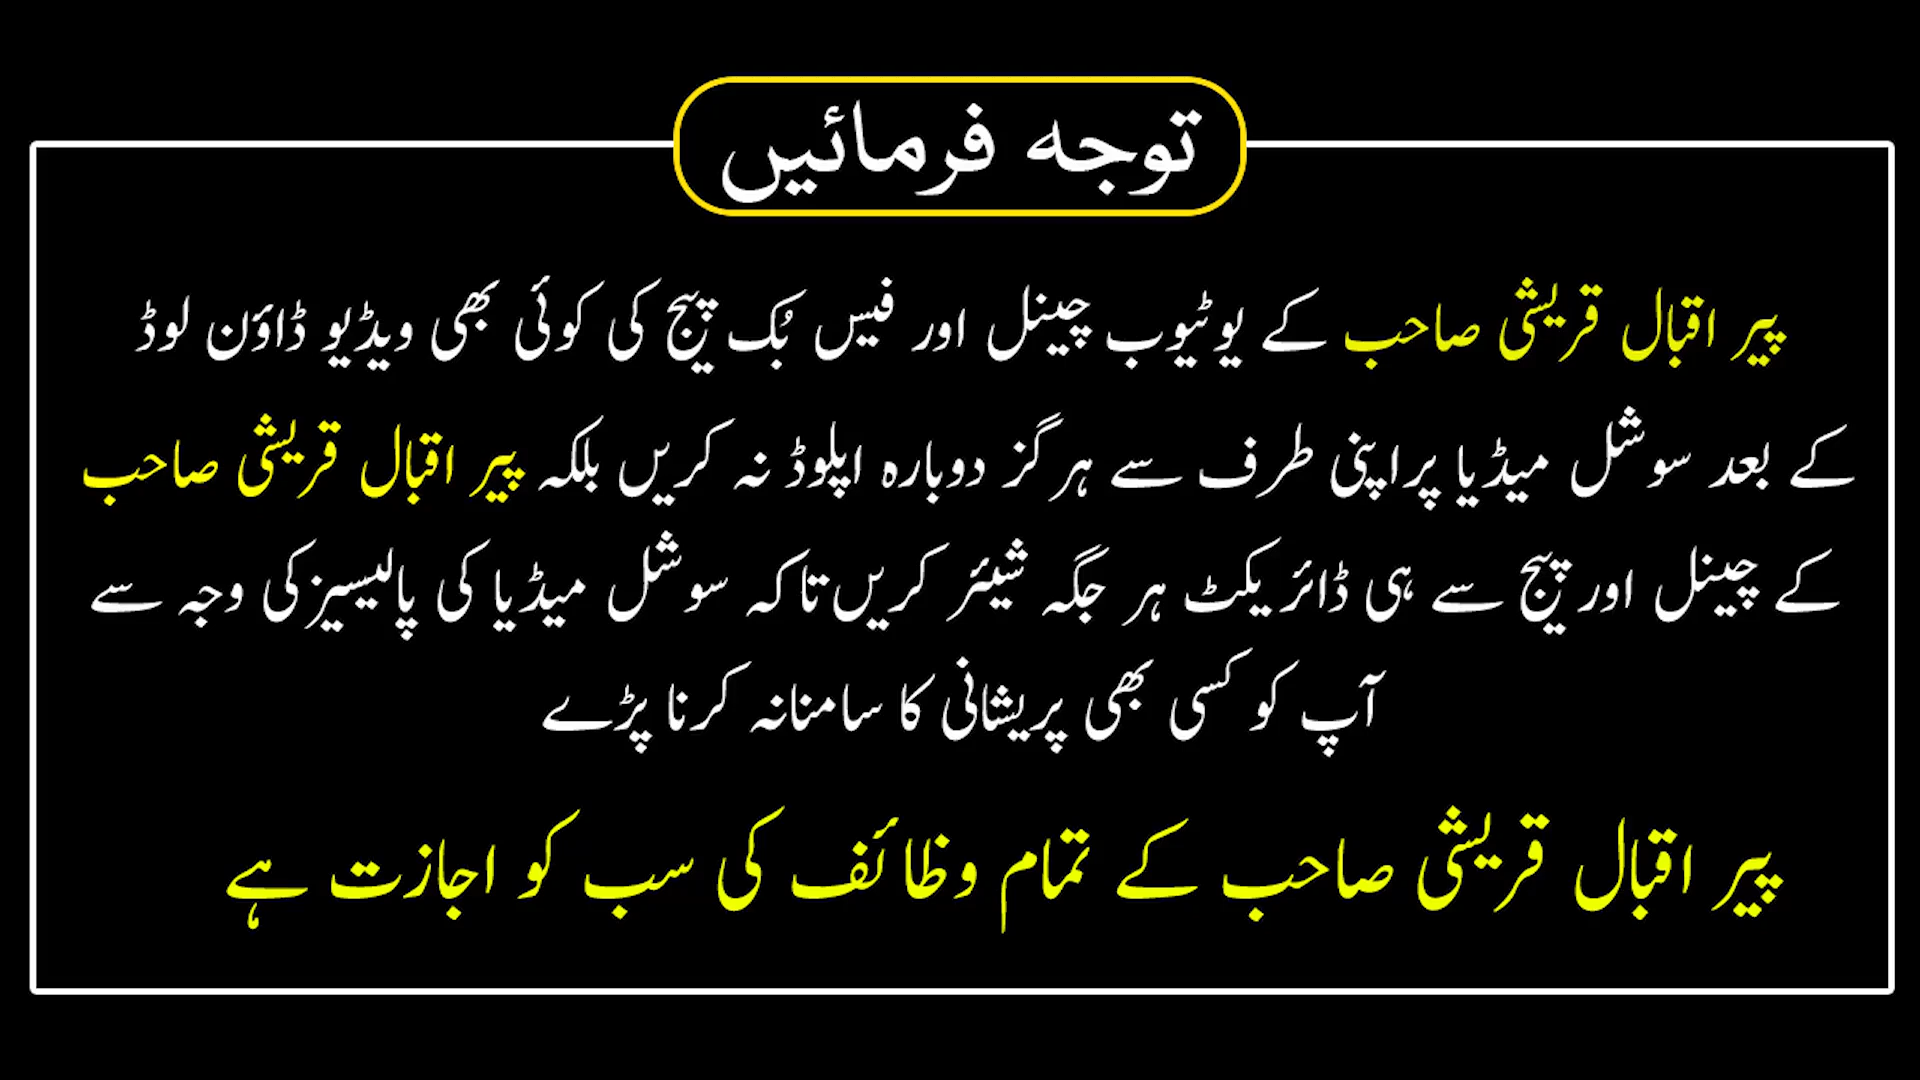 توجہ فرمائیں
پیر اقبال قریشی صاحب کے یوٹیوب چینل اور فیس بُک پیج کی کوئی بھی ویڈیو ڈاؤن لوڈ
کے بعد سوشل میڈیا پر اپنی طرف سے ہرگز دوبارہ اپلوڈ نہ کریں بلکہ پیر اقبال قریشی صاحب
کے چینل اور پیج سے ہی ڈائریکٹ ہر جگہ شیئر کریں تاکہ سوشل میڈیا کی پالیسیز کی وجہ سے
آپ کو کسی بھی پریشانی کا سامنا نہ کرنا پڑے
پیر اقبال قریشی صاحب کے تمام وظائف کی سب کو اجازت ہے